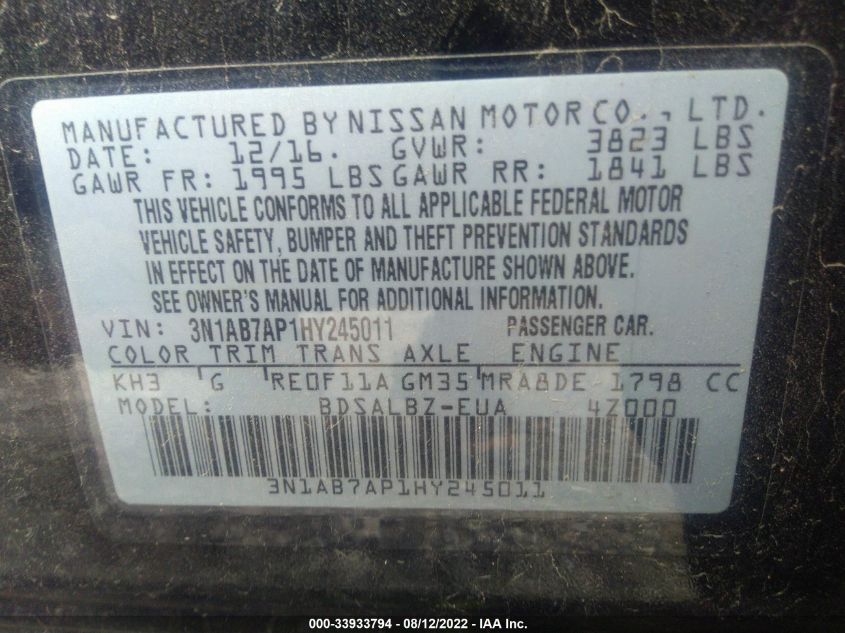 MANUFACTURED BY NISSAN MOTOR CO., LTD.
DATE: 12/16. GVWR: 3823 LBS
GAWR FR: 1995 LBS GAWR RR: 1841 LBS
THIS VEHICLE CONFORMS TO ALL APPLICABLE FEDERAL MOTOR
VEHICLE SAFETY, BUMPER AND THEFT PREVENTION STANDARDS
IN EFFECT ON THE DATE OF MANUFACTURE SHOWN ABOVE.
SEE OWNER'S MANUAL FOR ADDITIONAL INFORMATION.
VIN: 3N1AB7AP1HY245011 PASSENGER CAR.
COLOR TRIM TRANS AXLE ENGINE
KH3 G RE0F11A GM35 MRA8DE 1798 CC
MODEL: BDSALBZ-EUA 4Z000
3N1AB7AP1HY245011
000-33933794 - 08/12/2022 - IAA Inc.